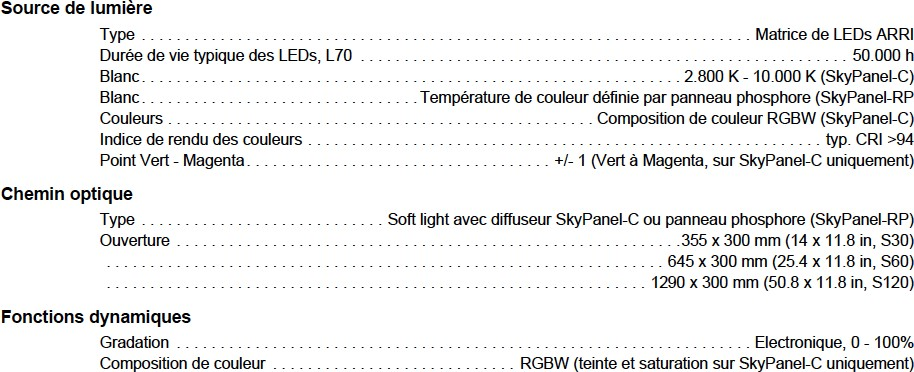 Source de lumière
Type . . . . . . . . . . . . . . . . . . . . . . . . . . . . . . . . . . . . . . . . Matrice de LEDs ARRI
Durée de vie typique des LEDs, L70 . . . . . . . . . . . . . . . . . . . . . . . . . . . . . . 50.000 h
Blanc . . . . . . . . . . . . . . . . . . . . . . . . . . . . . . 2.800 K - 10.000 K (SkyPanel-C)
Blanc . . . . . . . . . . . . . . . . . . . . Température de couleur définie par panneau phosphore (SkyPanel-RP
Couleurs . . . . . . . . . . . . . . . . . . . . . . . . . Composition de couleur RGBW (SkyPanel-C)
Indice de rendu des couleurs . . . . . . . . . . . . . . . . . . . . . . . . . . . . . . typ. CRI >94
Point Vert - Magenta . . . . . . . . . . . . . . . . . . . . +/- 1 (Vert à Magenta, sur SkyPanel-C uniquement)
Chemin optique
Type . . . . . . . . . . . . . . . . . . . . Soft light avec diffuseur SkyPanel-C ou panneau phosphore (SkyPanel-RP)
Ouverture . . . . . . . . . . . . . . . . . . . . . . . . . . . . . . 355 x 300 mm (14 x 11.8 in, S30)
. . . . . . . . . . . . . . . . . . . . . . . . . . . . . . 645 x 300 mm (25.4 x 11.8 in, S60)
. . . . . . . . . . . . . . . . . . . . . . . . . . . . . . 1290 x 300 mm (50.8 x 11.8 in, S120)
Fonctions dynamiques
Gradation . . . . . . . . . . . . . . . . . . . . . . . . . . . . . . Electronique, 0 - 100%
Composition de couleur . . . . . . . . . . . . . . . . . . . . RGBW (teinte et saturation sur SkyPanel-C uniquement)